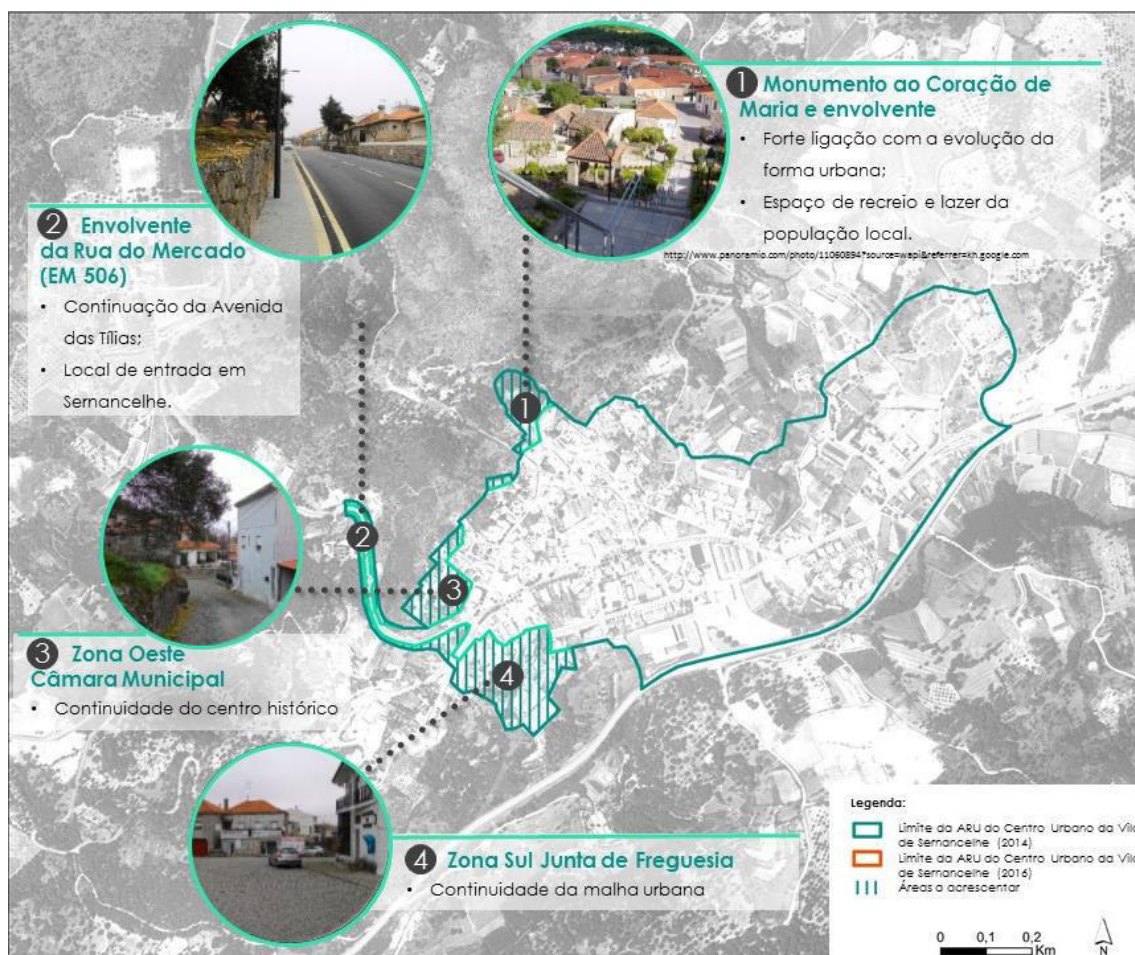 1 Monumento ao Coração de
Maria e envolvente
• Forte ligação com a evolução da
forma urbana;
• Espaço de recreio e lazer da
população local.
http://www.panoramio.com/photo/11060894?source=wapi&referrer=kh.google.com
2 Envolvente
da Rua do Mercado
(EM 506)
• Continuação da Avenida
das Tílias;
• Local de entrada em
Sernancelhe.
1
2
3
4
3 Zona Oeste
Câmara Municipal
• Continuidade do centro histórico
4 Zona Sul Junta de Freguesia
• Continuidade da malha urbana
Legenda:
Limite da ARU do Centro Urbano da Vila
de Sernancelhe (2014)
Limite da ARU do Centro Urbano da Vila
de Sernancelhe (2016)
Áreas a acrescentar
0 0,1 0,2
Km
N